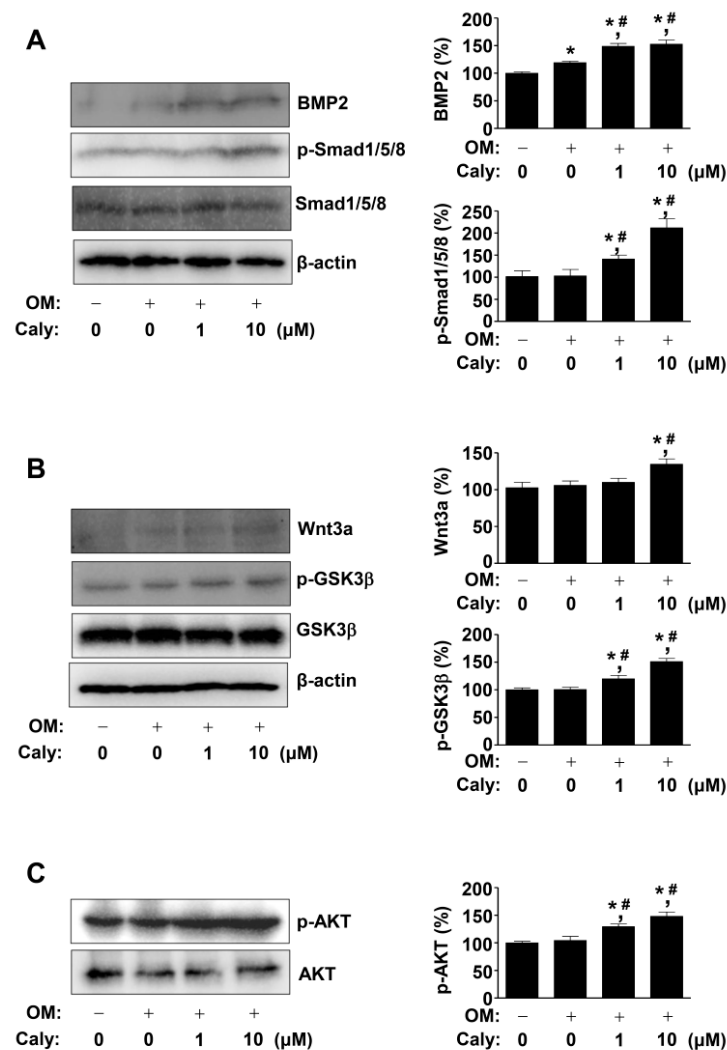 A
BMP2
p-Smad1/5/8
Smad1/5/8
β-actin
OM: − + + +
Caly: 0 0 1 10 (µM)
BMP2 (%)
200
150
100
50
0
* *,# *,#
OM: − + + +
Caly: 0 0 1 10 (µM)
p-Smad1/5/8 (%)
250
200
150
100
50
0
*,# *,#
OM: − + + +
Caly: 0 0 1 10 (µM)
B
Wnt3a
p-GSK3β
GSK3β
β-actin
OM: − + + +
Caly: 0 0 1 10 (µM)
Wnt3a (%)
150
100
50
0
*,#
OM: − + + +
Caly: 0 0 1 10 (µM)
p-GSK3β (%)
200
150
100
50
0
*,# *,#
OM: − + + +
Caly: 0 0 1 10 (µM)
C
p-AKT
AKT
OM: − + + +
Caly: 0 0 1 10 (µM)
p-AKT (%)
200
150
100
50
0
*,# *,#
OM: − + + +
Caly: 0 0 1 10 (µM)